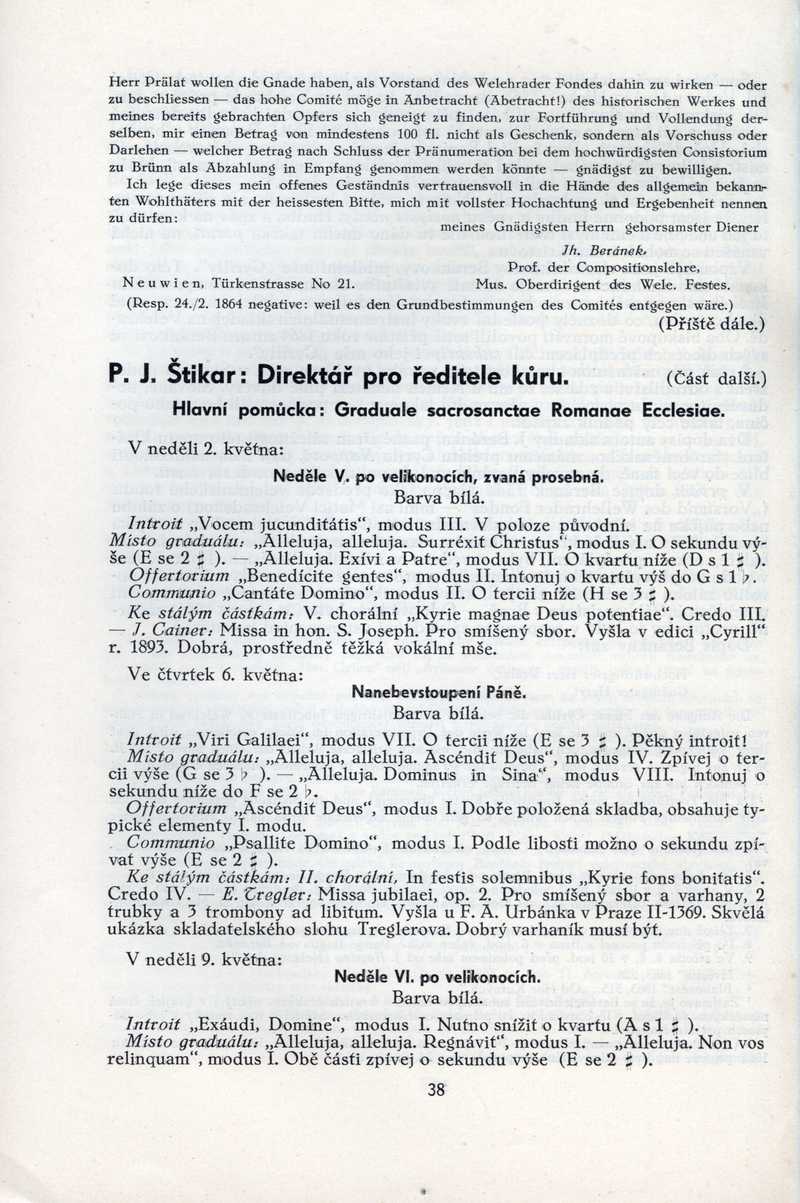 Herr Prälat wollen die Gnade haben, als Vorstand des Welehrader Fondes dahin zu wirken — oder
zu beschliessen — das hohe Comité möge in Anbetracht (Abetracht!) des historischen Werkes und
meines bereits gebrachten Opfers sich geneigt zu finden, zur Fortführung und Vollendung der-
selben, mir einen Betrag von mindestens 100 fl. nicht als Geschenk, sondern als Vorschuss oder
Darlehen — welcher Betrag nach Schluss der Pränumeration bei dem hochwürdigsten Consistorium
zu Brünn als Abzahlung in Empfang genommen werden könnte — gnädigst zu bewilligen.
Ich lege dieses mein offenes Geständnis vertrauensvoll in die Hände des allgemein bekann-
ten Wohlthäters mit der heissesten Bitte, mich mit vollster Hochachtung und Ergebenheit nennen
zu dürfen:
meines Gnädigsten Herrn gehorsamster Diener
Jh. Beránek,
Prof. der Compositionslehre,
Neuwien, Türkenstrasse No 21. Mus. Oberdirigent des Wele. Festes.
(Resp. 24./2. 1864 negative: weil es den Grundbestimmungen des Comités entgegen wäre.)
(Příště dále.)
P. J. Štikar: Direktář pro ředitele kůru. (Část další.)
Hlavní pomůcka: Graduale sacrosanctae Romanae Ecclesiae.
V neděli 2. května:
Neděle V. po velikonocích, zvaná prosebná.
Barva bílá.
Introit „Vocem jucunditátis“, modus III. V poloze původní.
Místo graduálu: „Alleluja, alleluja. Surréxit Christus“, modus I. O sekundu vý-
še (E se 2 ♯ ). — „Alleluja. Exívi a Patre“, modus VII. O kvartu níže (D s 1 ♯ ).
Offertorium „Benedícite gentes“, modus II. Intonuj o kvartu výš do G s 1 ♭.
Communio „Cantáte Domino“, modus II. O tercii níže (H se 3 ♯ ).
Ke stálým částkám: V. chorální „Kyrie magnae Deus potentiae“. Credo III.
— J. Cainer: Missa in hon. S. Joseph. Pro smíšený sbor. Vyšla v edici „Cyrill“
r. 1893. Dobrá, prostředně těžká vokální mše.
Ve čtvrtek 6. května:
Nanebevstoupení Páně.
Barva bílá.
Introit „Viri Galilaei“, modus VII. O tercii níže (E se 3 ♯ ). Pěkný introit!
Místo graduálu: „Alleluja, alleluja. Ascéndit Deus“, modus IV. Zpívej o ter-
cii výše (G se 3 ♭ ). — „Alleluja. Dominus in Sina“, modus VIII. Intonuj o
sekundu níže do F se 2 ♭.
Offertorium „Ascéndit Deus“, modus I. Dobře položená skladba, obsahuje ty-
pické elementy I. modu.
Communio „Psallite Domino“, modus I. Podle libosti možno o sekundu zpí-
vat výše (E se 2 ♯ ).
Ke stálým částkám: II. chorální, In festis solemnibus „Kyrie fons bonitatis“.
Credo IV. — E. Tregler: Missa jubilaei, op. 2. Pro smíšený sbor a varhany, 2
trubky a 3 trombony ad libitum. Vyšla u F. A. Urbánka v Praze II-1369. Skvělá
ukázka skladatelského slohu Treglerova. Dobrý varhaník musí být.
V neděli 9. května:
Neděle VI. po velikonocích.
Barva bílá.
Introit „Exáudi, Domine“, modus I. Nutno snížit o kvartu (A s 1 ♯ ).
Místo graduálu: „Alleluja, alleluja. Regnávit“, modus I. — „Alleluja. Non vos
relinquam“, modus I. Obě části zpívej o sekundu výše (E se 2 ♯ ).
38